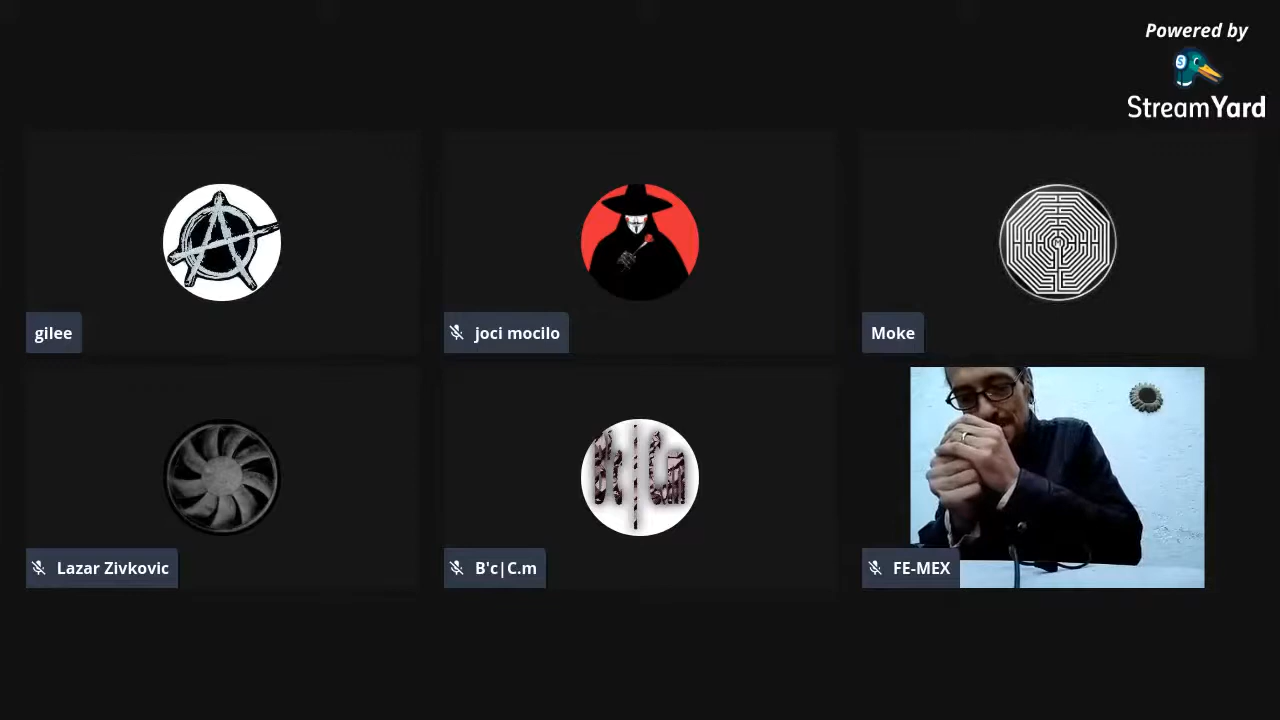 Powered by
StreamYard
gilee
joci mocilo
Moke
Lazar Zivkovic
B'c|C.m
FE-MEX